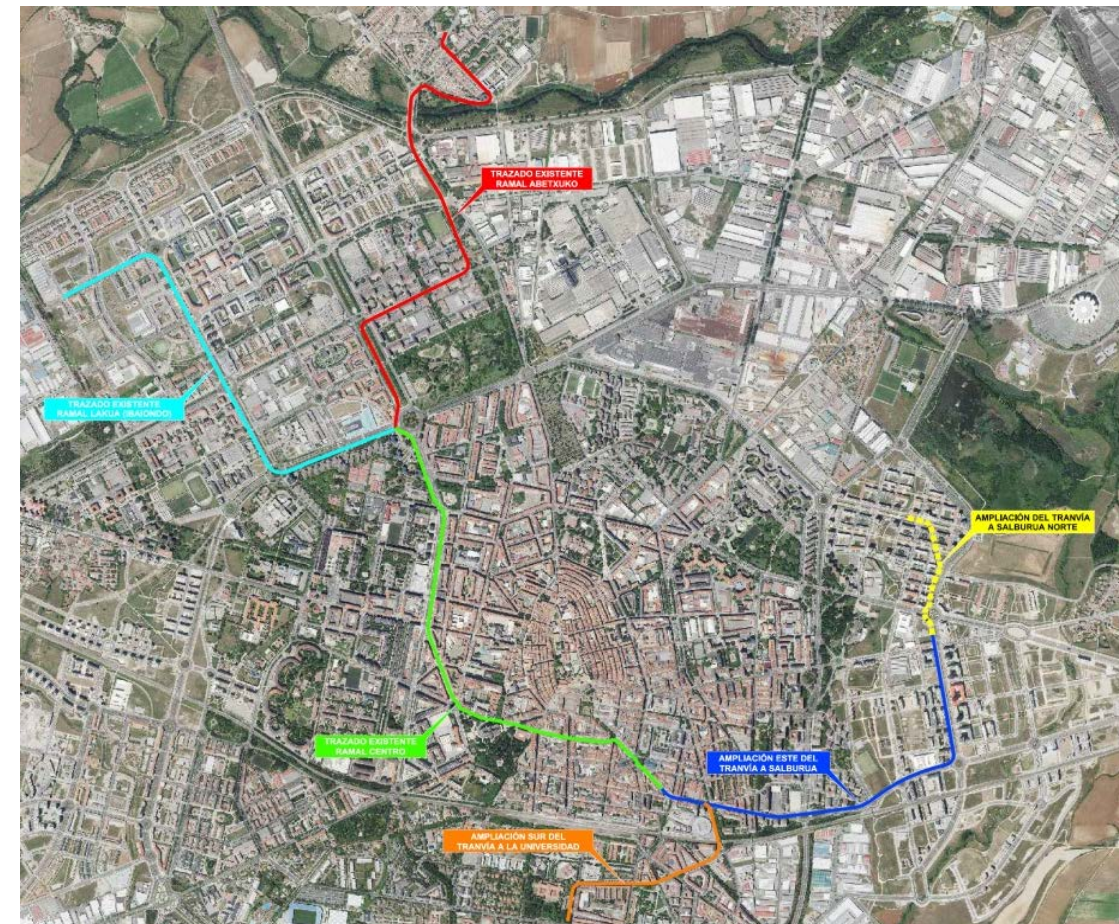 TRAZADO EXISTENTE
RAMAL ABETXUKO
TRAZADO EXISTENTE
RAMAL LAKUA (IBAIONDO)
AMPLIACIÓN DEL TRANVÍA
A SALBURUA NORTE
TRAZADO EXISTENTE
RAMAL CENTRO
AMPLIACIÓN ESTE DEL
TRANVÍA A SALBURUA
AMPLIACIÓN SUR DEL
TRANVÍA A LA UNIVERSIDAD